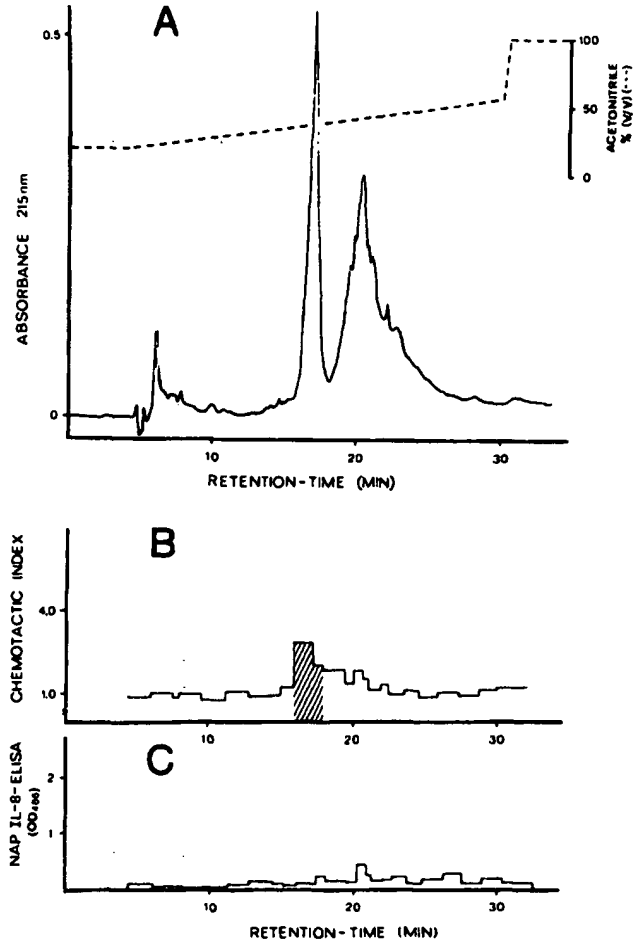 A
0.5
0
ABSORBANCE 215nm
100
50
0
ACETONITRILE
% (V/V) (---)
10
20
30
RETENTION-TIME (MIN)
B
CHEMOTACTIC INDEX
4.0
1.0
10
20
30
C
NAP IL-8-ELISA
(OD₄₈₆)
2
1
10
20
30
RETENTION-TIME (MIN)